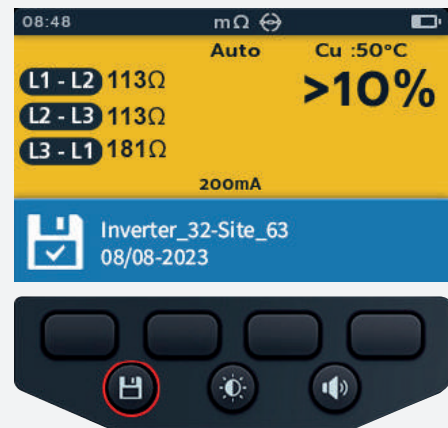 08:48 mΩ
Auto Cu :50°C
L1 - L2 113Ω >10%
L2 - L3 113Ω
L3 - L1 181Ω
200mA
Inverter_32-Site_63
08/08-2023